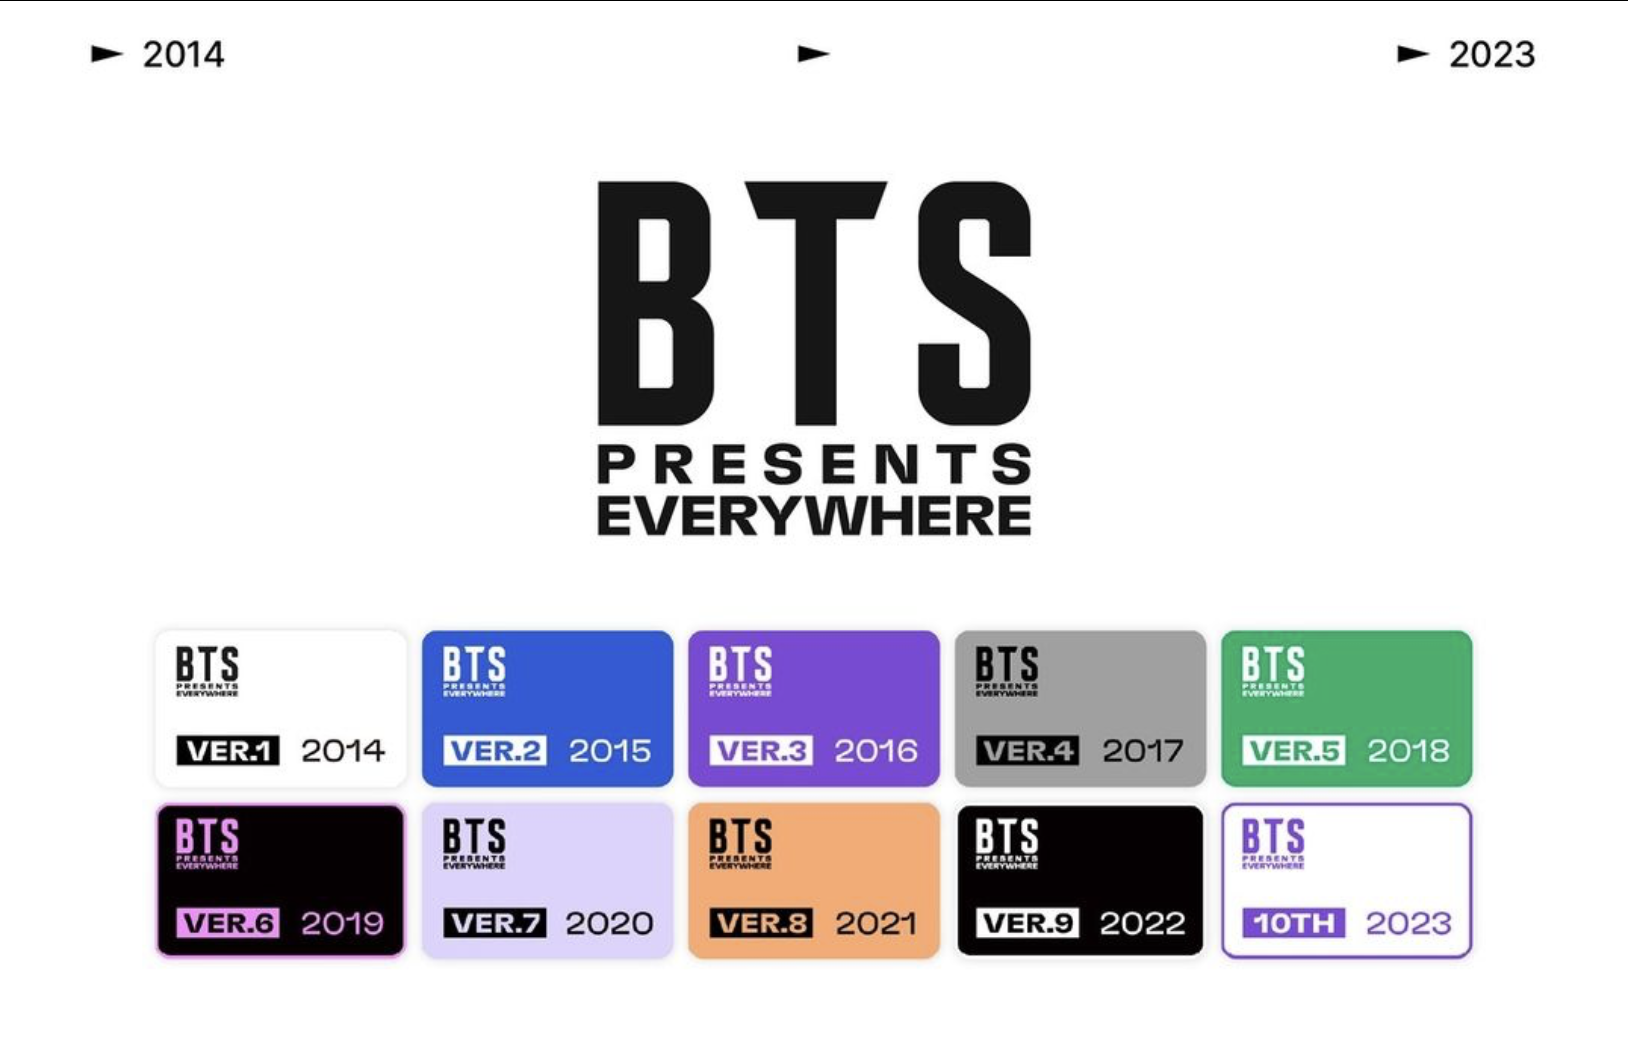 2014
2023
BTS
PRESENTS
EVERYWHERE
BTS
PRESENTS
EVERYWHERE
VER.1 2014
BTS
PRESENTS
EVERYWHERE
VER.2 2015
BTS
PRESENTS
EVERYWHERE
VER.3 2016
BTS
PRESENTS
EVERYWHERE
VER.4 2017
BTS
PRESENTS
EVERYWHERE
VER.5 2018
BTS
PRESENTS
EVERYWHERE
VER.6 2019
BTS
PRESENTS
EVERYWHERE
VER.7 2020
BTS
PRESENTS
EVERYWHERE
VER.8 2021
BTS
PRESENTS
EVERYWHERE
VER.9 2022
BTS
PRESENTS
EVERYWHERE
10TH 2023